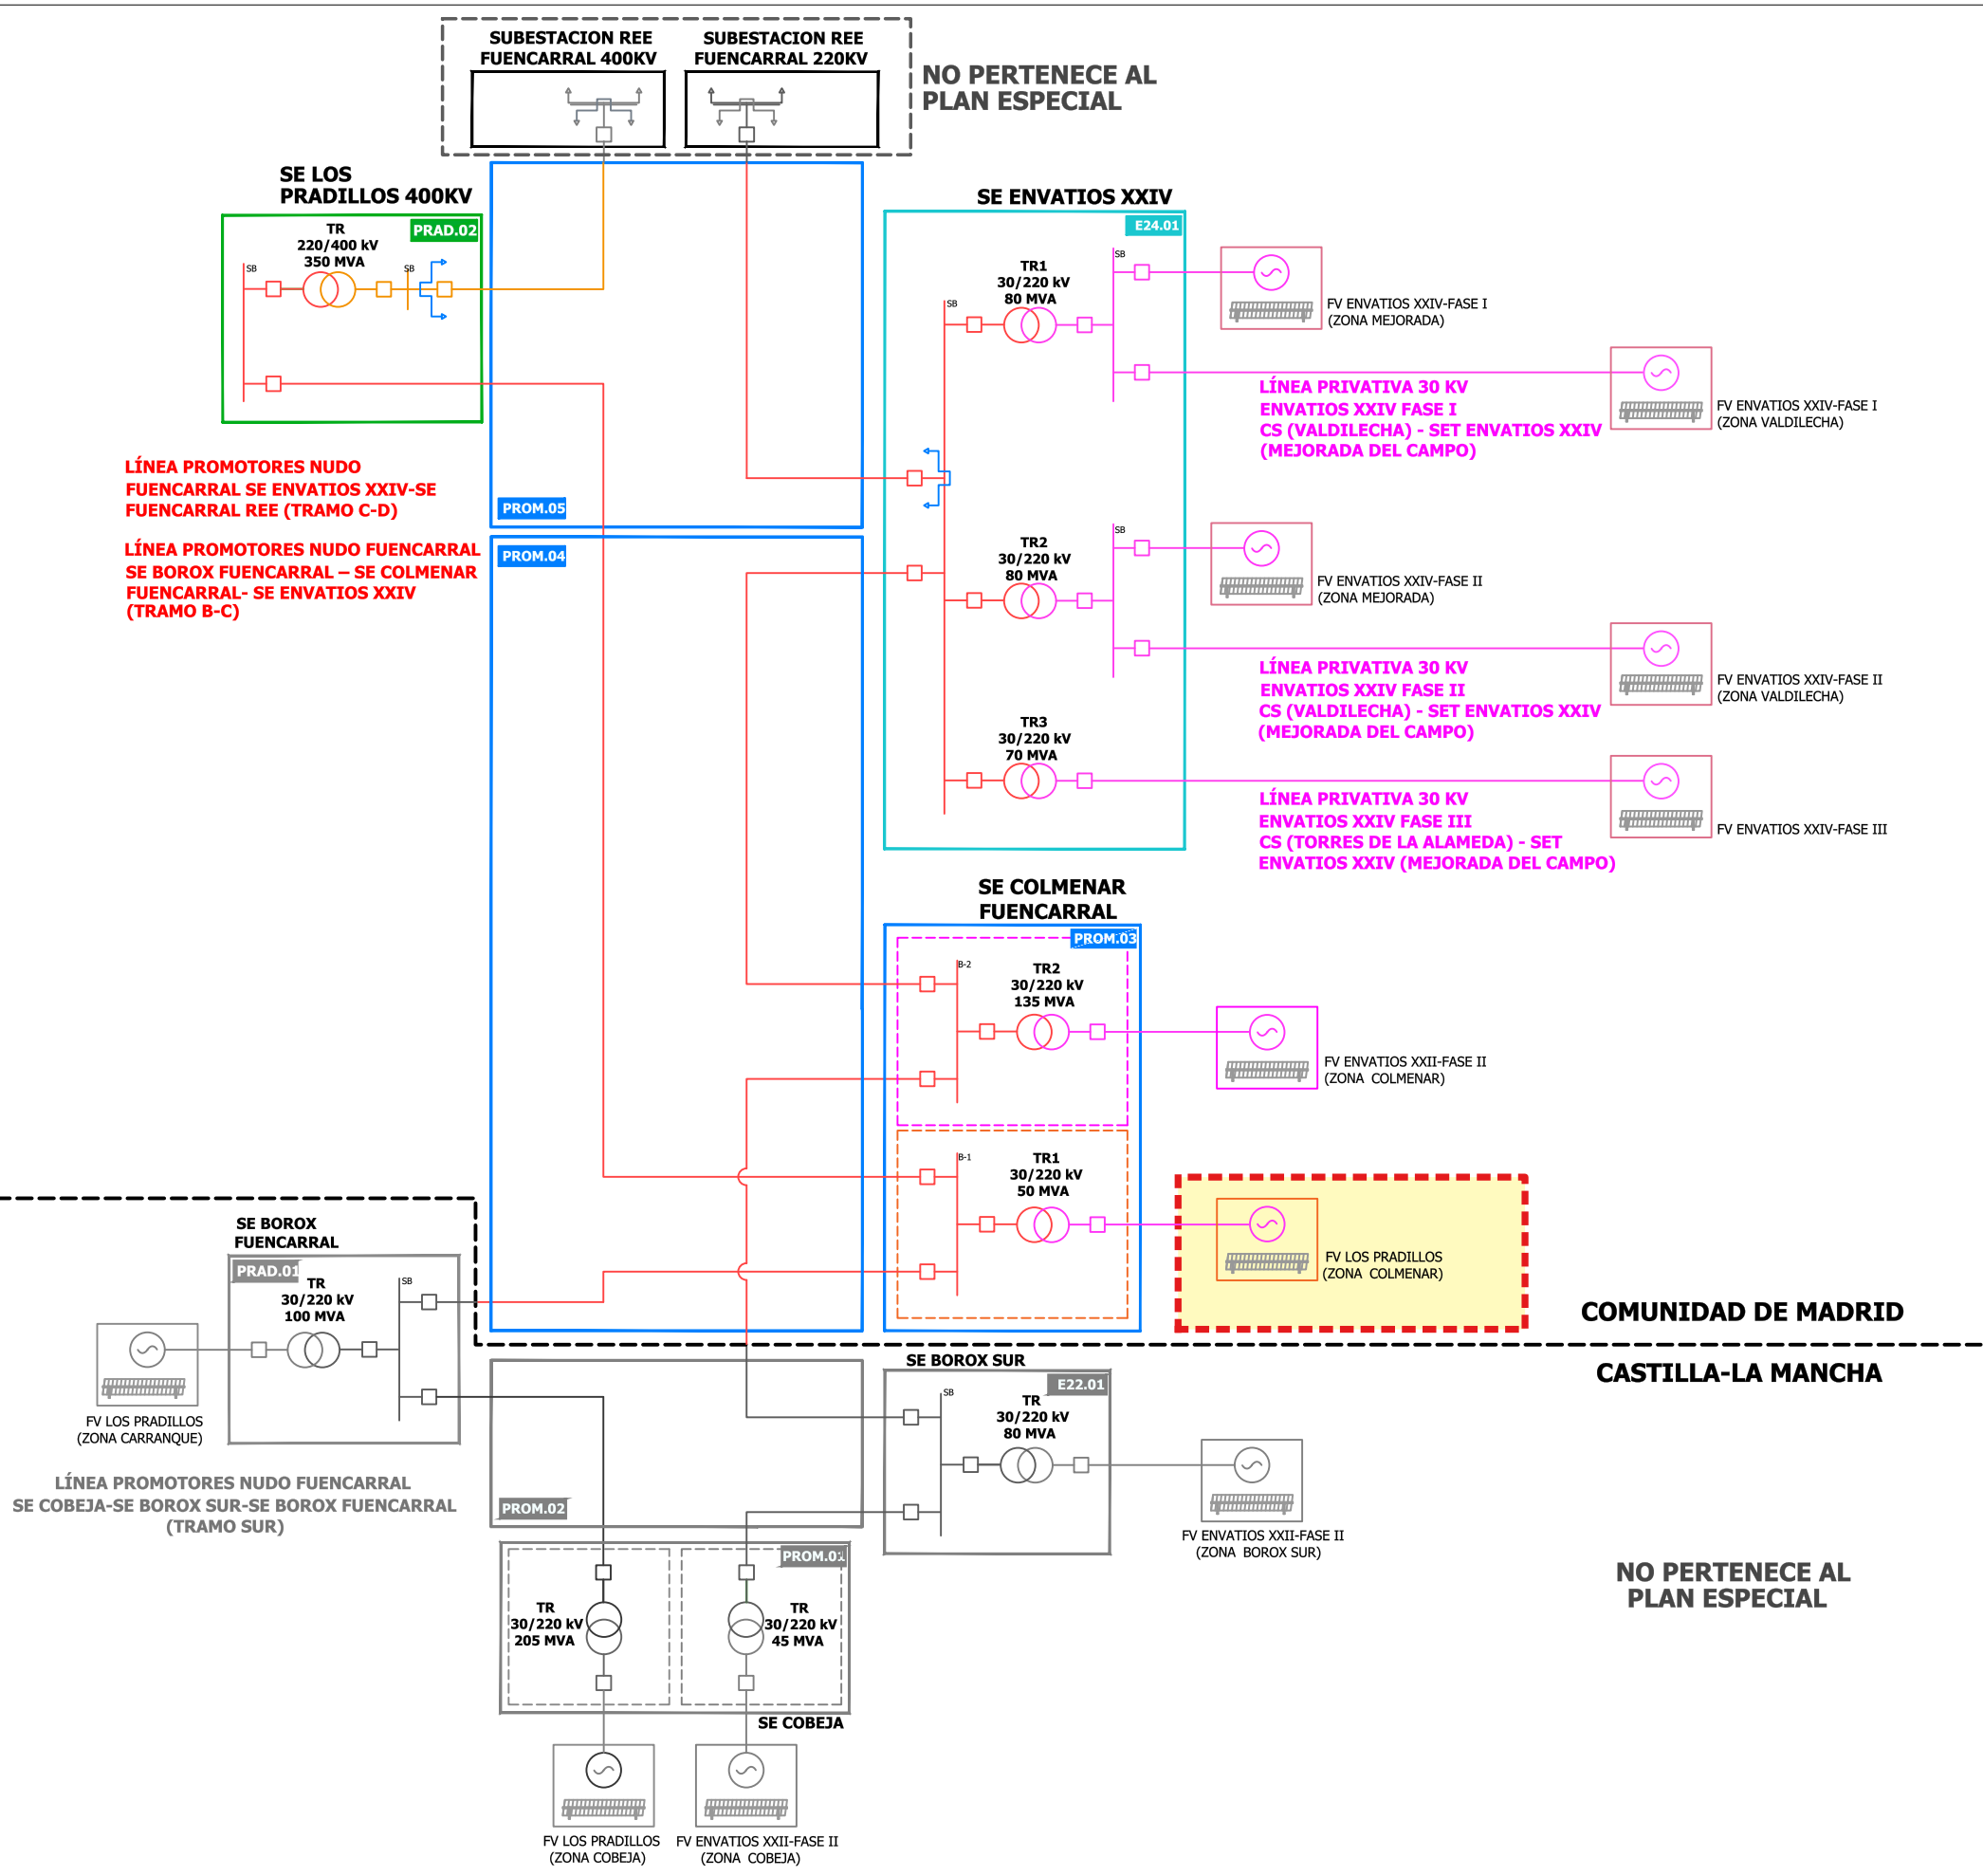 SUBESTACION REE
FUENCARRAL 400KV
SUBESTACION REE
FUENCARRAL 220KV
NO PERTENECE AL
PLAN ESPECIAL
SE LOS
PRADILLOS 400KV
PRAD.02
TR
220/400 kV
350 MVA
SB
SB
LÍNEA PROMOTORES NUDO
FUENCARRAL SE ENVATIOS XXIV-SE
FUENCARRAL REE (TRAMO C-D)
LÍNEA PROMOTORES NUDO FUENCARRAL
SE BOROX FUENCARRAL – SE COLMENAR
FUENCARRAL- SE ENVATIOS XXIV
(TRAMO B-C)
PROM.05
PROM.04
SE ENVATIOS XXIV
E24.01
SB
TR1
30/220 kV
80 MVA
SB
FV ENVATIOS XXIV-FASE I
(ZONA MEJORADA)
LÍNEA PRIVATIVA 30 KV
ENVATIOS XXIV FASE I
CS (VALDILECHA) - SET ENVATIOS XXIV
(MEJORADA DEL CAMPO)
FV ENVATIOS XXIV-FASE I
(ZONA VALDILECHA)
SB
TR2
30/220 kV
80 MVA
FV ENVATIOS XXIV-FASE II
(ZONA MEJORADA)
LÍNEA PRIVATIVA 30 KV
ENVATIOS XXIV FASE II
CS (VALDILECHA) - SET ENVATIOS XXIV
(MEJORADA DEL CAMPO)
FV ENVATIOS XXIV-FASE II
(ZONA VALDILECHA)
TR3
30/220 kV
70 MVA
LÍNEA PRIVATIVA 30 KV
ENVATIOS XXIV FASE III
CS (TORRES DE LA ALAMEDA) - SET
ENVATIOS XXIV (MEJORADA DEL CAMPO)
FV ENVATIOS XXIV-FASE III
SE COLMENAR
FUENCARRAL
PROM.03
B-2
TR2
30/220 kV
135 MVA
FV ENVATIOS XXII-FASE II
(ZONA COLMENAR)
B-1
TR1
30/220 kV
50 MVA
FV LOS PRADILLOS
(ZONA COLMENAR)
COMUNIDAD DE MADRID
CASTILLA-LA MANCHA
SE BOROX
FUENCARRAL
PRAD.01
TR
30/220 kV
100 MVA
SB
FV LOS PRADILLOS
(ZONA CARRANQUE)
LÍNEA PROMOTORES NUDO FUENCARRAL
SE COBEJA-SE BOROX SUR-SE BOROX FUENCARRAL
(TRAMO SUR)
PROM.02
SE BOROX SUR
E22.01
SB
TR
30/220 kV
80 MVA
FV ENVATIOS XXII-FASE II
(ZONA BOROX SUR)
NO PERTENECE AL
PLAN ESPECIAL
PROM.01
TR
30/220 kV
205 MVA
TR
30/220 kV
45 MVA
SE COBEJA
FV LOS PRADILLOS
(ZONA COBEJA)
FV ENVATIOS XXII-FASE II
(ZONA COBEJA)